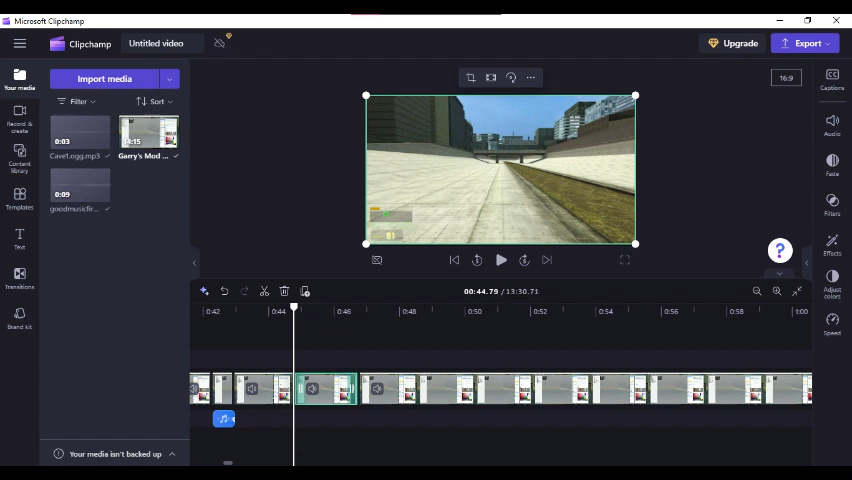 Microsoft Clipchamp
Clipchamp
Untitled video
Upgrade
Export
Your media
Import media
Filter
Sort
16:9
Captions
Record & create
0:03
14:15
Cave1.ogg.mp3
Garry's Mod ...
Audio
Content library
Fade
0:09
goodmusicfir...
Templates
Filters
Text
Effects
81
Transitions
Adjust colors
00:44.79 / 13:30.71
Brand kit
Speed
0:42
0:44
0:46
0:48
0:50
0:52
0:54
0:56
0:58
1:00
Your media isn't backed up